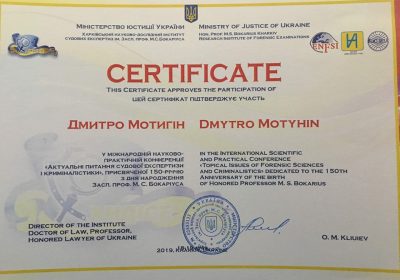 Міністерство юстиції України
Ministry of Justice of Ukraine
Харківський науково-дослідний інститут
судових експертиз ім. Засл. проф. М.С. Бокаріуса
Hon. Prof. M.S. Bokarius Kharkiv
Research Institute of Forensic Examinations
ENFSI
CERTIFICATE
This Certificate approves the participation of
Цей сертифікат підтверджує участь
Дмитро Мотигін
Dmytro Motyhin
у Міжнародній науково-
практичній конференції
«Актуальні питання судової експертизи
і криміналістики», присвяченої 150-річчю
з дня народження
Засл. проф. М. С. Бокаріуса
in the International Scientific
and Practical Conference
«Topical Issues of Forensic Sciences
and Criminalistics» dedicated to the 150th
Anniversary of the birth
of Honored Professor M. S. Bokarius
Director of the Institute
Doctor of Law, Professor,
Honored Lawyer of Ukraine
O. M. Kliuiev
2019, Kharkiv, Ukraine